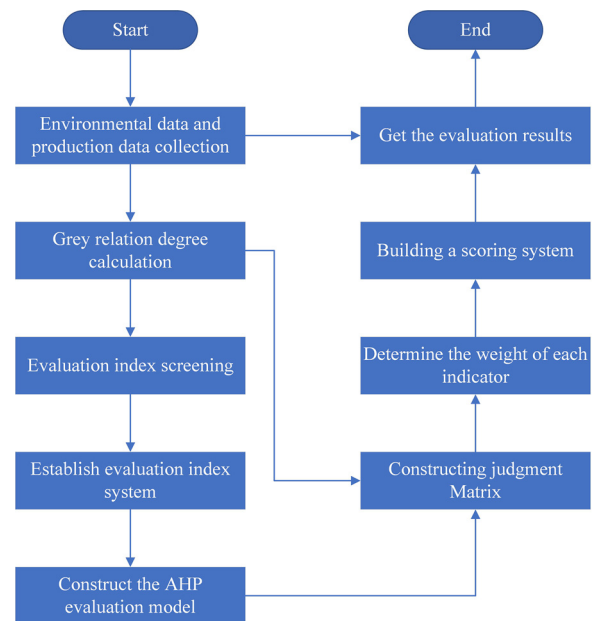 Start
Environmental data and
production data collection
Grey relation degree
calculation
Evaluation index screening
Establish evaluation index
system
Construct the AHP
evaluation model
End
Get the evaluation results
Building a scoring system
Determine the weight of each
indicator
Constructing judgment
Matrix